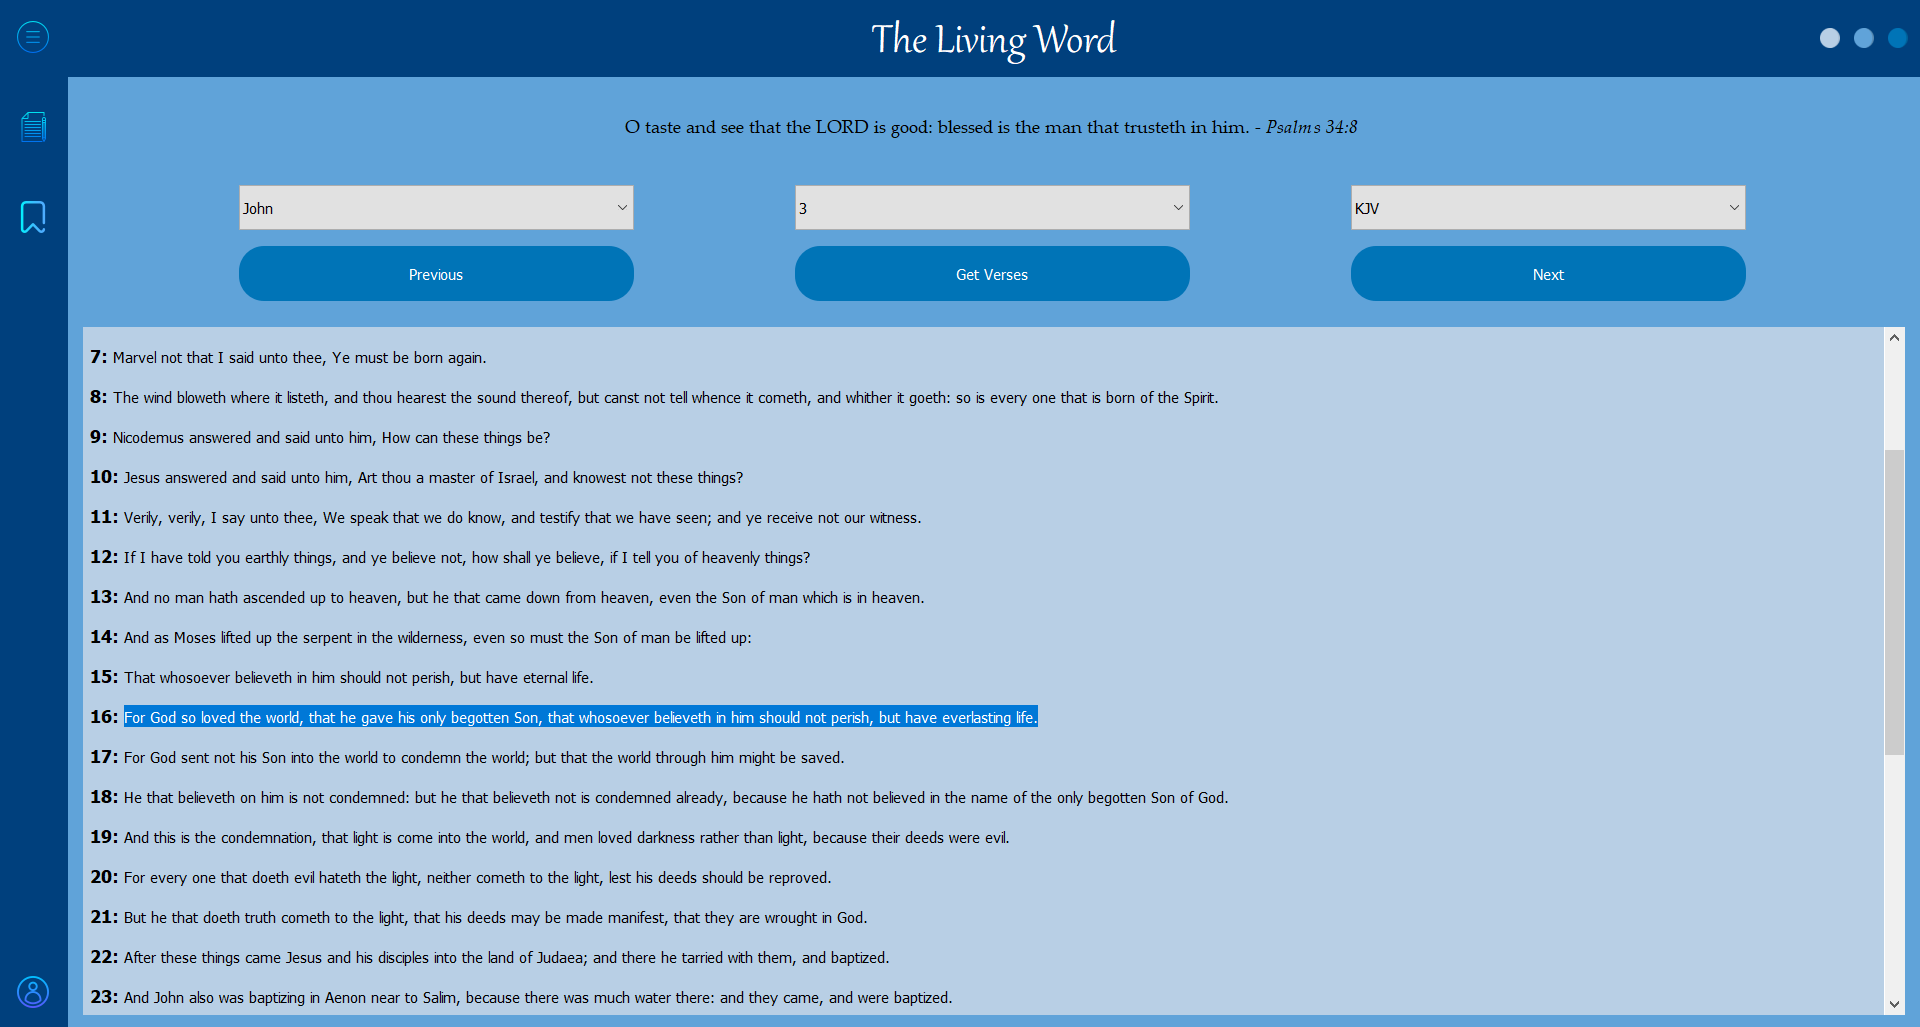 The Living Word
O taste and see that the LORD is good: blessed is the man that trusteth in him. - Psalms 34:8
John
3
KJV
Previous
Get Verses
Next
7: Marvel not that I said unto thee, Ye must be born again.
8: The wind bloweth where it listeth, and thou hearest the sound thereof, but canst not tell whence it cometh, and whither it goeth: so is every one that is born of the Spirit.
9: Nicodemus answered and said unto him, How can these things be?
10: Jesus answered and said unto him, Art thou a master of Israel, and knowest not these things?
11: Verily, verily, I say unto thee, We speak that we do know, and testify that we have seen; and ye receive not our witness.
12: If I have told you earthly things, and ye believe not, how shall ye believe, if I tell you of heavenly things?
13: And no man hath ascended up to heaven, but he that came down from heaven, even the Son of man which is in heaven.
14: And as Moses lifted up the serpent in the wilderness, even so must the Son of man be lifted up:
15: That whosoever believeth in him should not perish, but have eternal life.
16: For God so loved the world, that he gave his only begotten Son, that whosoever believeth in him should not perish, but have everlasting life.
17: For God sent not his Son into the world to condemn the world; but that the world through him might be saved.
18: He that believeth on him is not condemned: but he that believeth not is condemned already, because he hath not believed in the name of the only begotten Son of God.
19: And this is the condemnation, that light is come into the world, and men loved darkness rather than light, because their deeds were evil.
20: For every one that doeth evil hateth the light, neither cometh to the light, lest his deeds should be reproved.
21: But he that doeth truth cometh to the light, that his deeds may be made manifest, that they are wrought in God.
22: After these things came Jesus and his disciples into the land of Judaea; and there he tarried with them, and baptized.
23: And John also was baptizing in Aenon near to Salim, because there was much water there: and they came, and were baptized.